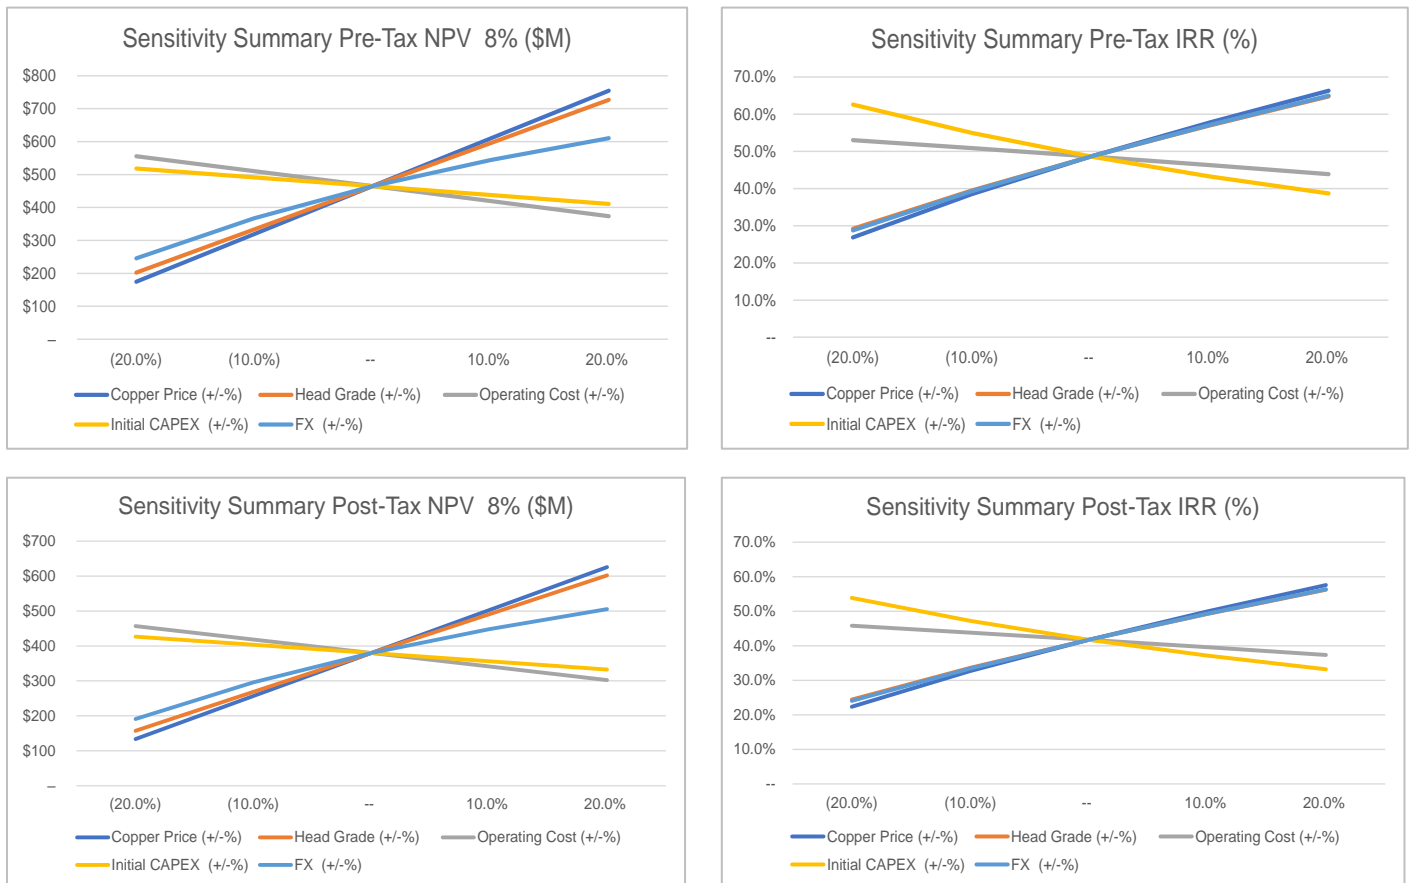 Sensitivity Summary Pre-Tax NPV 8% ($M)
$800
$700
$600
$500
$400
$300
$200
$100
–
(20.0%) (10.0%) -- 10.0% 20.0%
Copper Price (+/-%) Head Grade (+/-%) Operating Cost (+/-%)
Initial CAPEX (+/-%) FX (+/-%)
Sensitivity Summary Pre-Tax IRR (%)
70.0%
60.0%
50.0%
40.0%
30.0%
20.0%
10.0%
--
(20.0%) (10.0%) -- 10.0% 20.0%
Copper Price (+/-%) Head Grade (+/-%) Operating Cost (+/-%)
Initial CAPEX (+/-%) FX (+/-%)
Sensitivity Summary Post-Tax NPV 8% ($M)
$700
$600
$500
$400
$300
$200
$100
–
(20.0%) (10.0%) -- 10.0% 20.0%
Copper Price (+/-%) Head Grade (+/-%) Operating Cost (+/-%)
Initial CAPEX (+/-%) FX (+/-%)
Sensitivity Summary Post-Tax IRR (%)
70.0%
60.0%
50.0%
40.0%
30.0%
20.0%
10.0%
--
(20.0%) (10.0%) -- 10.0% 20.0%
Copper Price (+/-%) Head Grade (+/-%) Operating Cost (+/-%)
Initial CAPEX (+/-%) FX (+/-%)